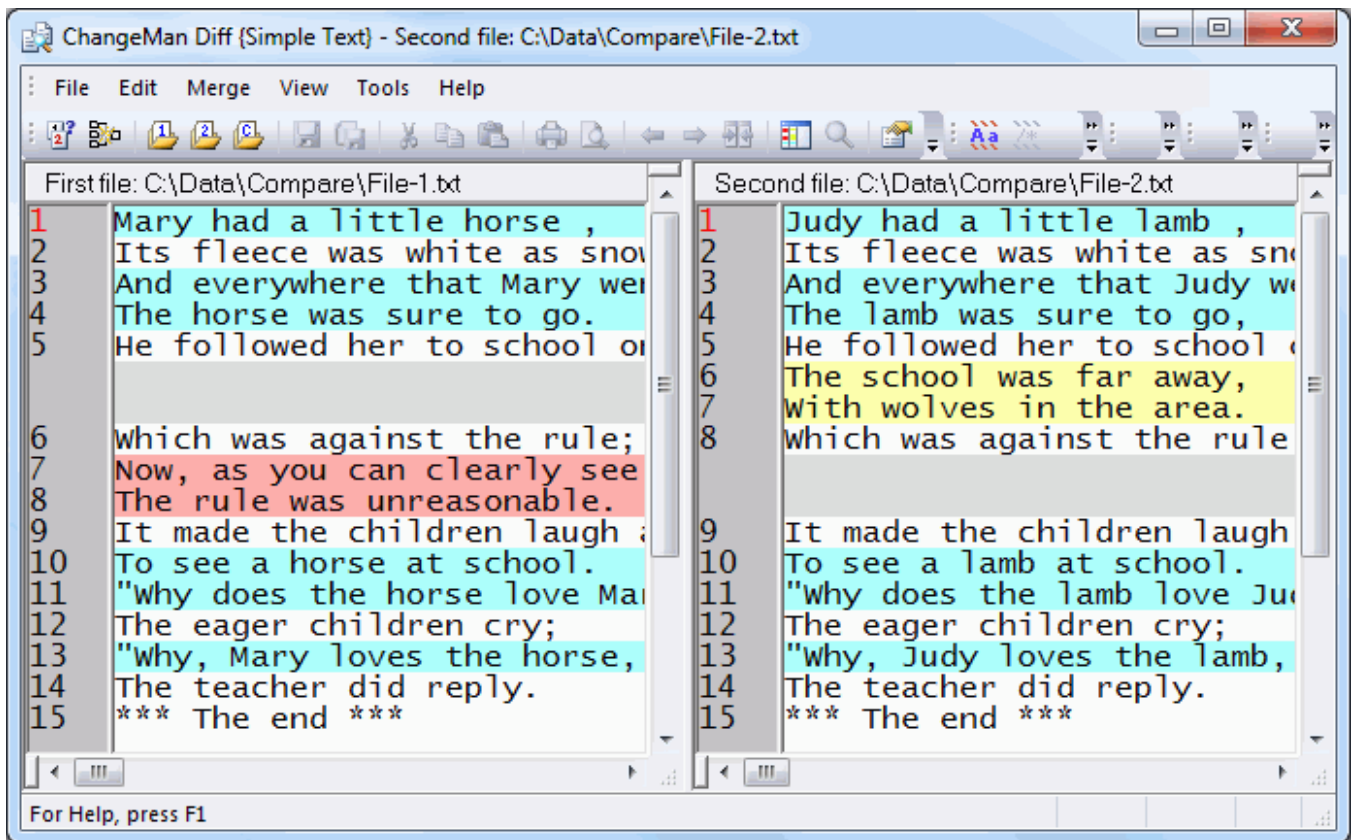 ChangeMan Diff {Simple Text} - Second file: C:\Data\Compare\File-2.txt
File Edit Merge View Tools Help
First file: C:\Data\Compare\File-1.txt
1 Mary had a little horse ,
2 Its fleece was white as snow
3 And everywhere that Mary wer
4 The horse was sure to go.
5 He followed her to school or
6 Which was against the rule;
7 Now, as you can clearly see
8 The rule was unreasonable.
9 It made the children laugh
10 To see a horse at school.
11 "Why does the horse love Mar
12 The eager children cry;
13 "Why, Mary loves the horse,
14 The teacher did reply.
15 *** The end ***
Second file: C:\Data\Compare\File-2.txt
1 Judy had a little lamb ,
2 Its fleece was white as sno
3 And everywhere that Judy we
4 The lamb was sure to go,
5 He followed her to school
6 The school was far away,
7 With wolves in the area.
8 Which was against the rule
9 It made the children laugh
10 To see a lamb at school.
11 "Why does the lamb love Jud
12 The eager children cry;
13 "Why, Judy loves the lamb,
14 The teacher did reply.
15 *** The end ***
For Help, press F1